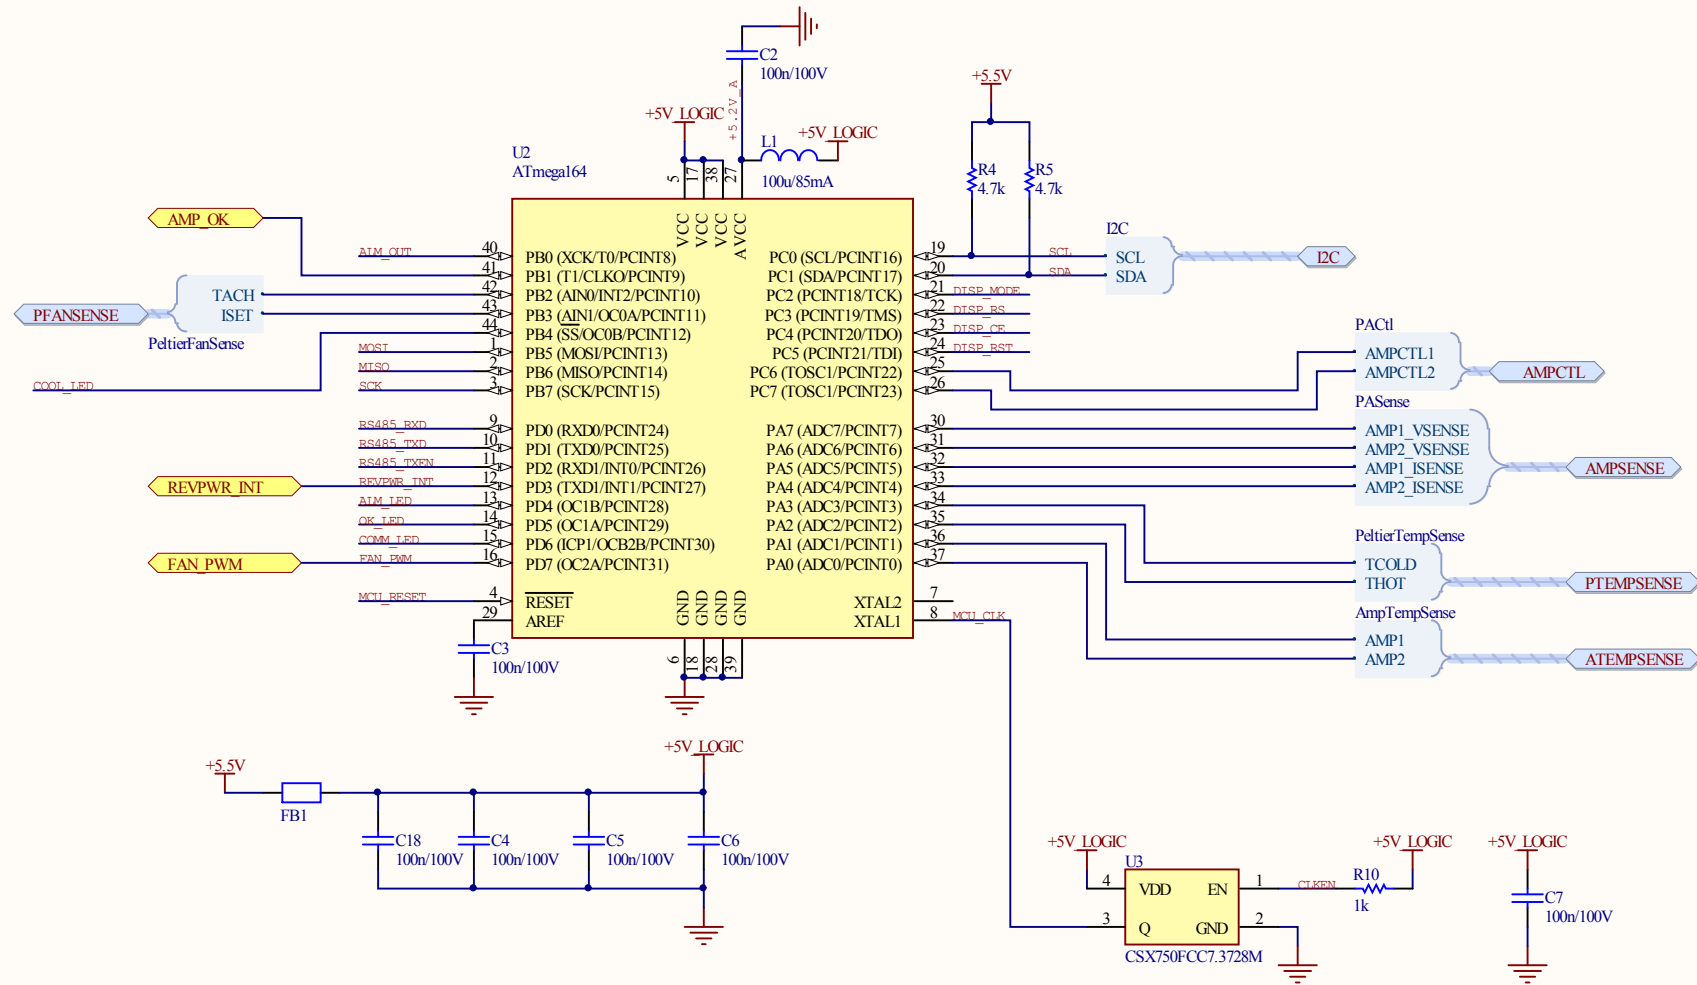 C2
100n/100V
+5.5V
+5.2V_A
+5V_LOGIC
+5V_LOGIC
L1
100u/85mA
U2
ATmega164
5
17
38
27
VCC
VCC
VCC
AVCC
R4
4.7k
R5
4.7k
AMP_OK
ALM_OUT
40
PB0 (XCK/T0/PCINT8)
41
PB1 (T1/CLKO/PCINT9)
42
PB2 (AIN0/INT2/PCINT10)
43
PB3 (AIN1/OC0A/PCINT11)
44
PB4 (SS/OC0B/PCINT12)
MOSI
1
PB5 (MOSI/PCINT13)
MISO
2
PB6 (MISO/PCINT14)
SCK
3
PB7 (SCK/PCINT15)
PFANSENSE
TACH
ISET
PeltierFanSense
COOL_LED
RS485_RXD
9
PD0 (RXD0/PCINT24)
RS485_TXD
10
PD1 (TXD0/PCINT25)
RS485_TXEN
11
PD2 (RXD1/INT0/PCINT26)
REVPWR_INT
REVPWR_INT
12
PD3 (TXD1/INT1/PCINT27)
ALM_LED
13
PD4 (OC1B/PCINT28)
OK_LED
14
PD5 (OC1A/PCINT29)
COMM_LED
15
PD6 (ICP1/OCB2B/PCINT30)
FAN_PWM
FAN_PWM
16
PD7 (OC2A/PCINT31)
MCU_RESET
4
RESET
29
AREF
C3
100n/100V
6
18
28
39
GND
GND
GND
GND
PC0 (SCL/PCINT16)
19
SCL
PC1 (SDA/PCINT17)
20
SDA
PC2 (PCINT18/TCK)
21
DISP_MODE
PC3 (PCINT19/TMS)
22
DISP_RS
PC4 (PCINT20/TDO)
23
DISP_CE
PC5 (PCINT21/TDI)
24
DISP_RST
PC6 (TOSC1/PCINT22)
25
PC7 (TOSC1/PCINT23)
26
PA7 (ADC7/PCINT7)
30
PA6 (ADC6/PCINT6)
31
PA5 (ADC5/PCINT5)
32
PA4 (ADC4/PCINT4)
33
PA3 (ADC3/PCINT3)
34
PA2 (ADC2/PCINT2)
35
PA1 (ADC1/PCINT1)
36
PA0 (ADC0/PCINT0)
37
XTAL2
7
XTAL1
8
MCU_CLK
I2C
SCL
SDA
I2C
PACtl
AMPCTL1
AMPCTL2
AMPCTL
PASense
AMP1_VSENSE
AMP2_VSENSE
AMP1_ISENSE
AMP2_ISENSE
AMPSENSE
PeltierTempSense
TCOLD
THOT
PTEMPSENSE
AmpTempSense
AMP1
AMP2
ATEMPSENSE
+5.5V
FB1
+5V_LOGIC
C18
100n/100V
C4
100n/100V
C5
100n/100V
C6
100n/100V
+5V_LOGIC
U3
4
VDD
EN
1
CLKEN
3
Q
GND
2
CSX750FCC7.3728M
R10
1k
+5V_LOGIC
+5V_LOGIC
C7
100n/100V